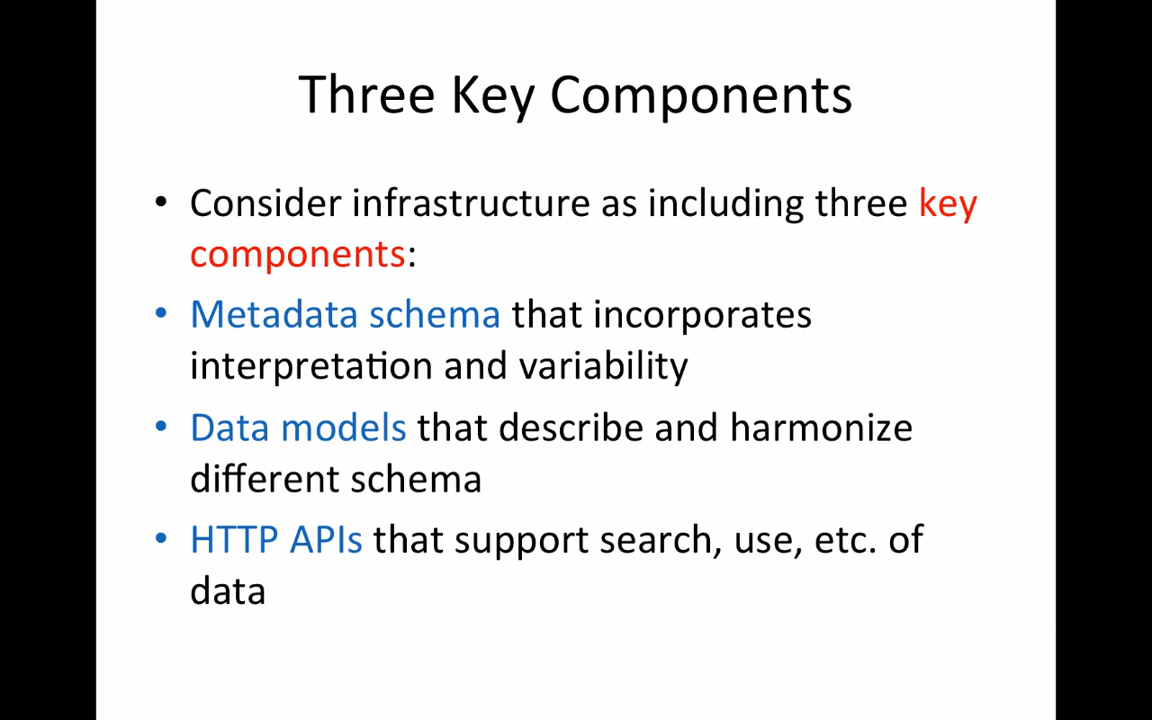 Three Key Components
• Consider infrastructure as including three key
components:
• Metadata schema that incorporates
interpretation and variability
• Data models that describe and harmonize
different schema
• HTTP APIs that support search, use, etc. of
data